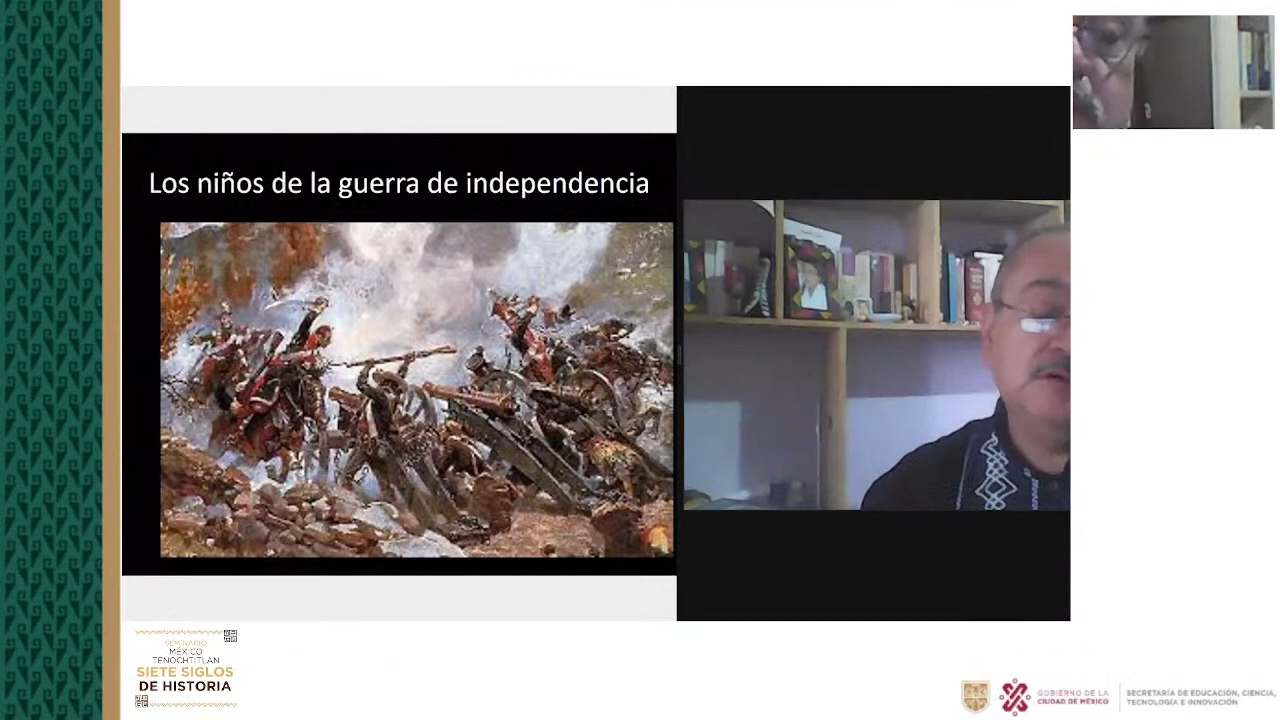 Los niños de la guerra de independencia
SEMINARIO
MÉXICO
TENOCHTITLAN
SIETE SIGLOS
DE HISTORIA
GOBIERNO DE LA
CIUDAD DE MÉXICO
SECRETARÍA DE EDUCACIÓN, CIENCIA,
TECNOLOGÍA E INNOVACIÓN